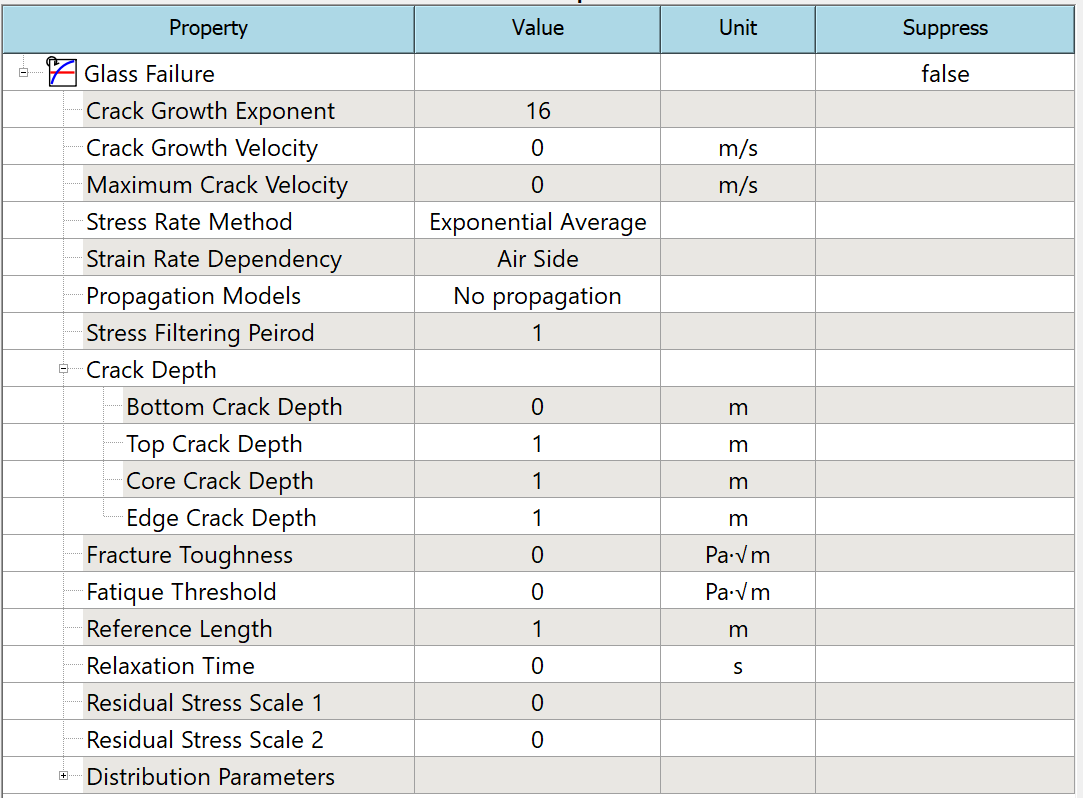 Property Value Unit Suppress
Glass Failure false
Crack Growth Exponent 16
Crack Growth Velocity 0 m/s
Maximum Crack Velocity 0 m/s
Stress Rate Method Exponential Average
Strain Rate Dependency Air Side
Propagation Models No propagation
Stress Filtering Peirod 1
Crack Depth
Bottom Crack Depth 0 m
Top Crack Depth 1 m
Core Crack Depth 1 m
Edge Crack Depth 1 m
Fracture Toughness 0 Pa·√m
Fatique Threshold 0 Pa·√m
Reference Length 1 m
Relaxation Time 0 s
Residual Stress Scale 1 0
Residual Stress Scale 2 0
Distribution Parameters